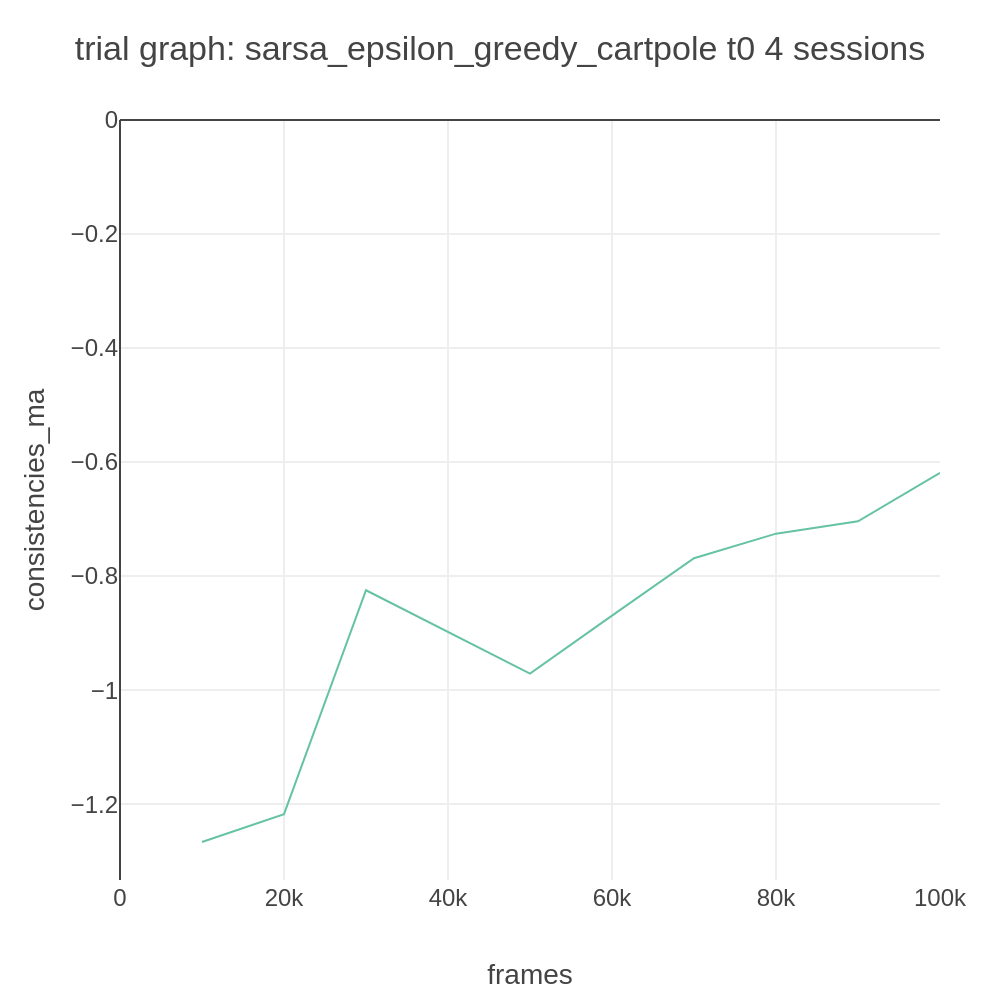 trial graph: sarsa_epsilon_greedy_cartpole t0 4 sessions
0
−0.2
−0.4
−0.6
−0.8
−1
−1.2
consistencies_ma
0
20k
40k
60k
80k
100k
frames